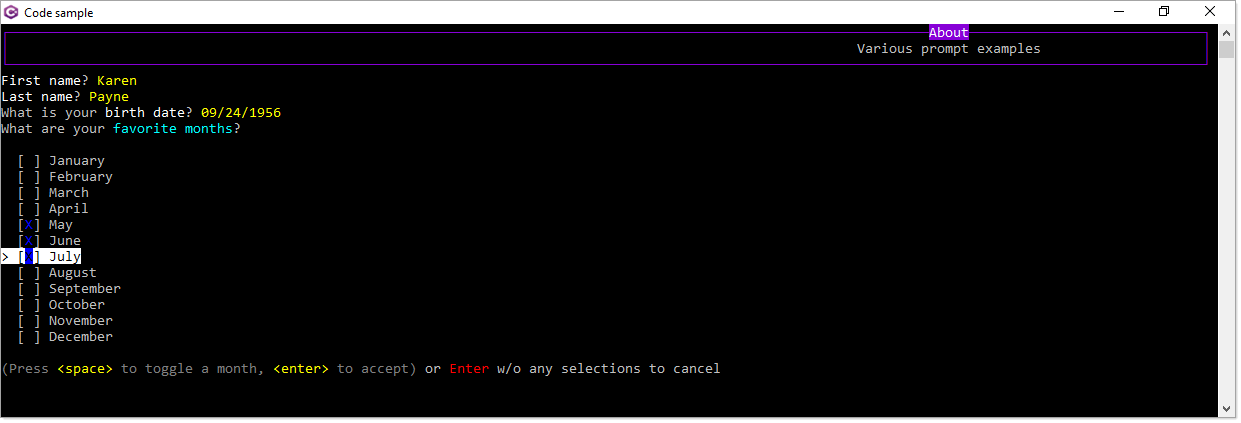 Code sample
About
Various prompt examples
First name? Karen
Last name? Payne
What is your birth date? 09/24/1956
What are your favorite months?
[ ] January
[ ] February
[ ] March
[ ] April
[X] May
[X] June
> [X] July
[ ] August
[ ] September
[ ] October
[ ] November
[ ] December
(Press <space> to toggle a month, <enter> to accept) or Enter w/o any selections to cancel